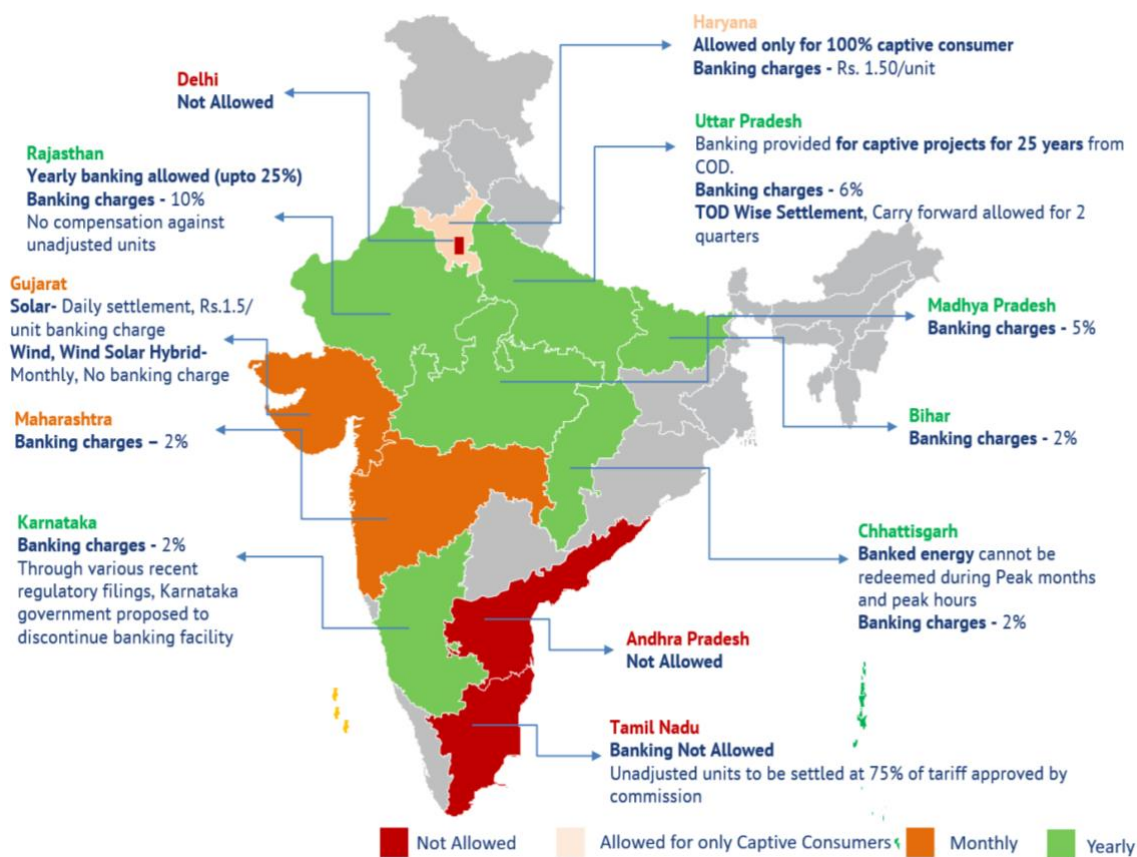 Haryana
Allowed only for 100% captive consumer
Banking charges - Rs. 1.50/unit
Delhi
Not Allowed
Uttar Pradesh
Banking provided for captive projects for 25 years from
COD.
Banking charges - 6%
TOD Wise Settlement, Carry forward allowed for 2
quarters
Rajasthan
Yearly banking allowed (upto 25%)
Banking charges - 10%
No compensation against
unadjusted units
Gujarat
Solar- Daily settlement, Rs.1.5/
unit banking charge
Wind, Wind Solar Hybrid-
Monthly, No banking charge
Madhya Pradesh
Banking charges - 5%
Maharashtra
Banking charges – 2%
Bihar
Banking charges - 2%
Karnataka
Banking charges - 2%
Through various recent
regulatory filings, Karnataka
government proposed to
discontinue banking facility
Chhattisgarh
Banked energy cannot be
redeemed during Peak months
and peak hours
Banking charges - 2%
Andhra Pradesh
Not Allowed
Tamil Nadu
Banking Not Allowed
Unadjusted units to be settled at 75% of tariff approved by
commission
Not Allowed
Allowed for only Captive Consumers
Monthly
Yearly